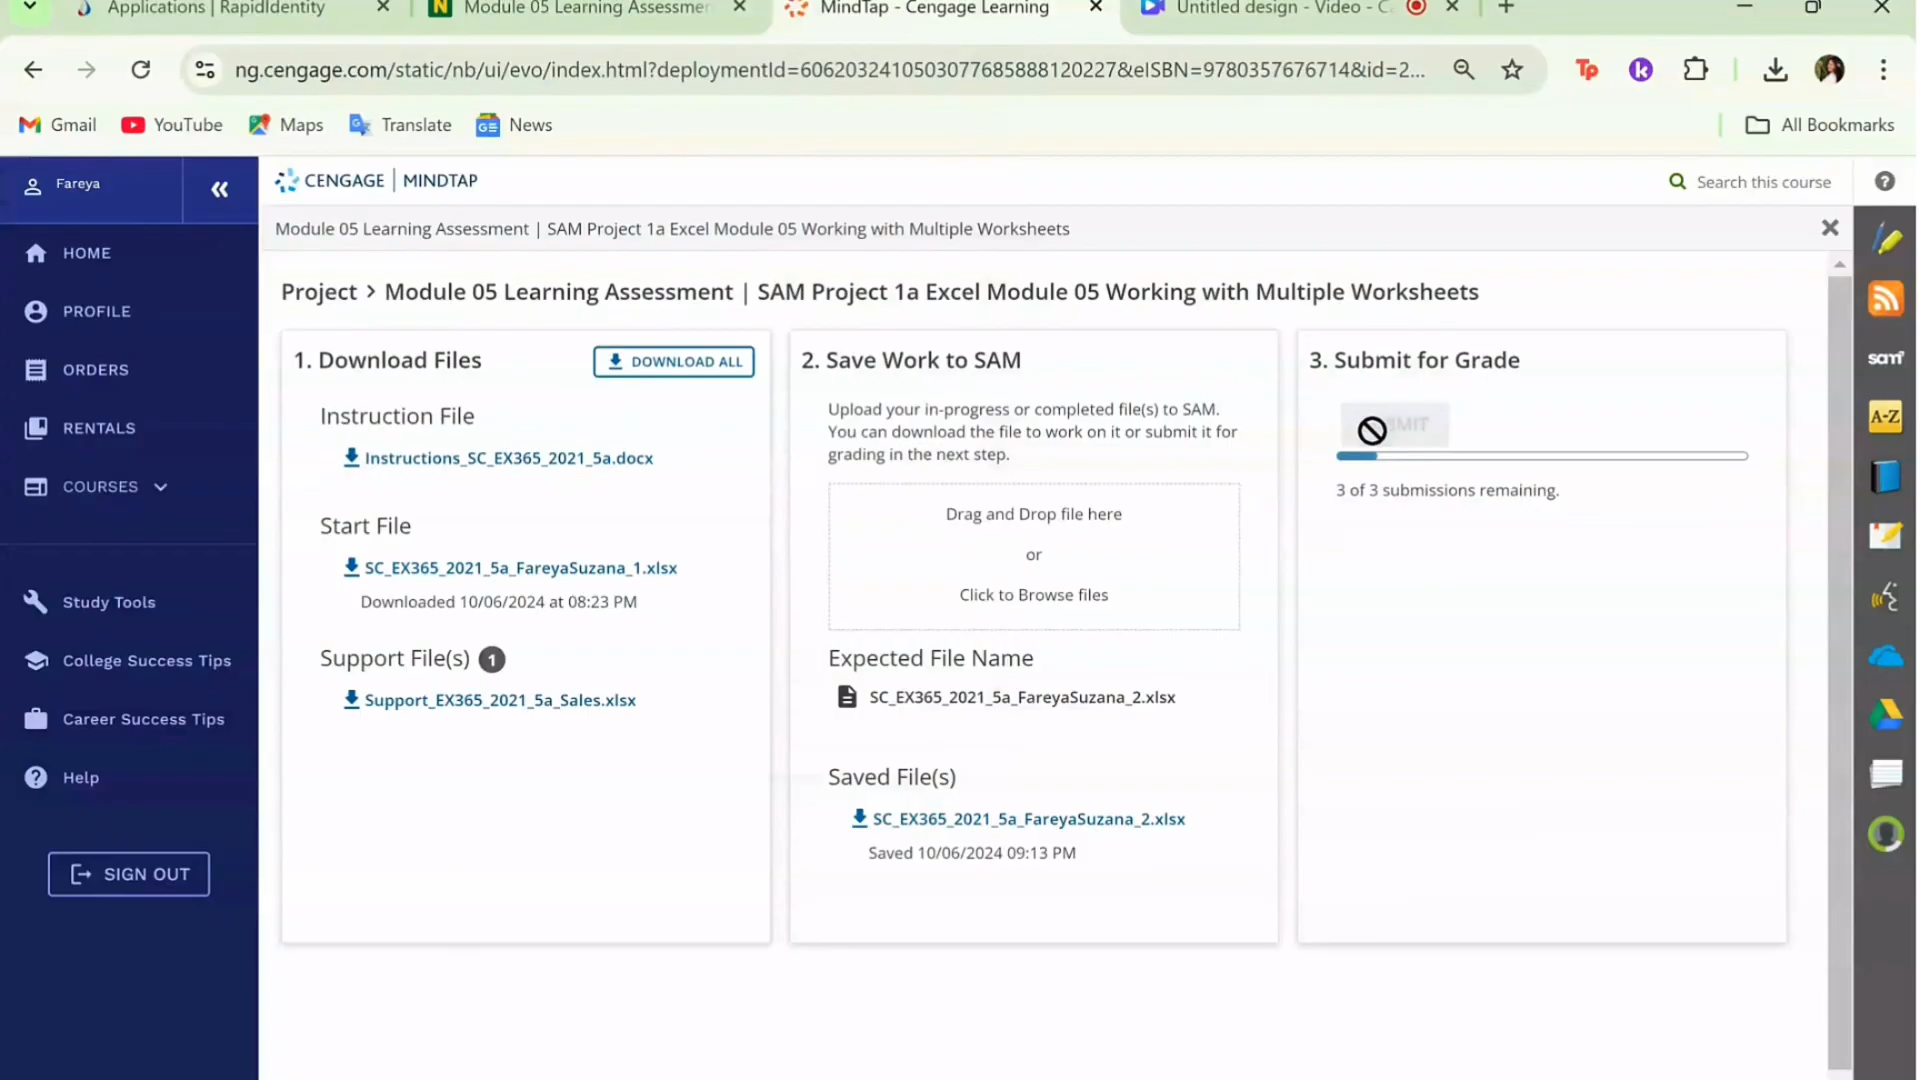 Applications | RapidIdentity
Module 05 Learning Assessmen
MindTap - Cengage Learning
Untitled design - Video - C
ng.cengage.com/static/nb/ui/evo/index.html?deploymentId=6062032410503077685888120227&eISBN=9780357676714&id=2...
Tp
k
Gmail
YouTube
Maps
Translate
News
All Bookmarks
Fareya
CENGAGE | MINDTAP
Search this course
Module 05 Learning Assessment | SAM Project 1a Excel Module 05 Working with Multiple Worksheets
HOME
PROFILE
ORDERS
RENTALS
COURSES
Study Tools
College Success Tips
Career Success Tips
Help
SIGN OUT
Project > Module 05 Learning Assessment | SAM Project 1a Excel Module 05 Working with Multiple Worksheets
1. Download Files
DOWNLOAD ALL
Instruction File
Instructions_SC_EX365_2021_5a.docx
Start File
SC_EX365_2021_5a_FareyaSuzana_1.xlsx
Downloaded 10/06/2024 at 08:23 PM
Support File(s) 1
Support_EX365_2021_5a_Sales.xlsx
2. Save Work to SAM
Upload your in-progress or completed file(s) to SAM.
You can download the file to work on it or submit it for
grading in the next step.
Drag and Drop file here
or
Click to Browse files
Expected File Name
SC_EX365_2021_5a_FareyaSuzana_2.xlsx
Saved File(s)
SC_EX365_2021_5a_FareyaSuzana_2.xlsx
Saved 10/06/2024 09:13 PM
3. Submit for Grade
3 of 3 submissions remaining.
sam
A-Z